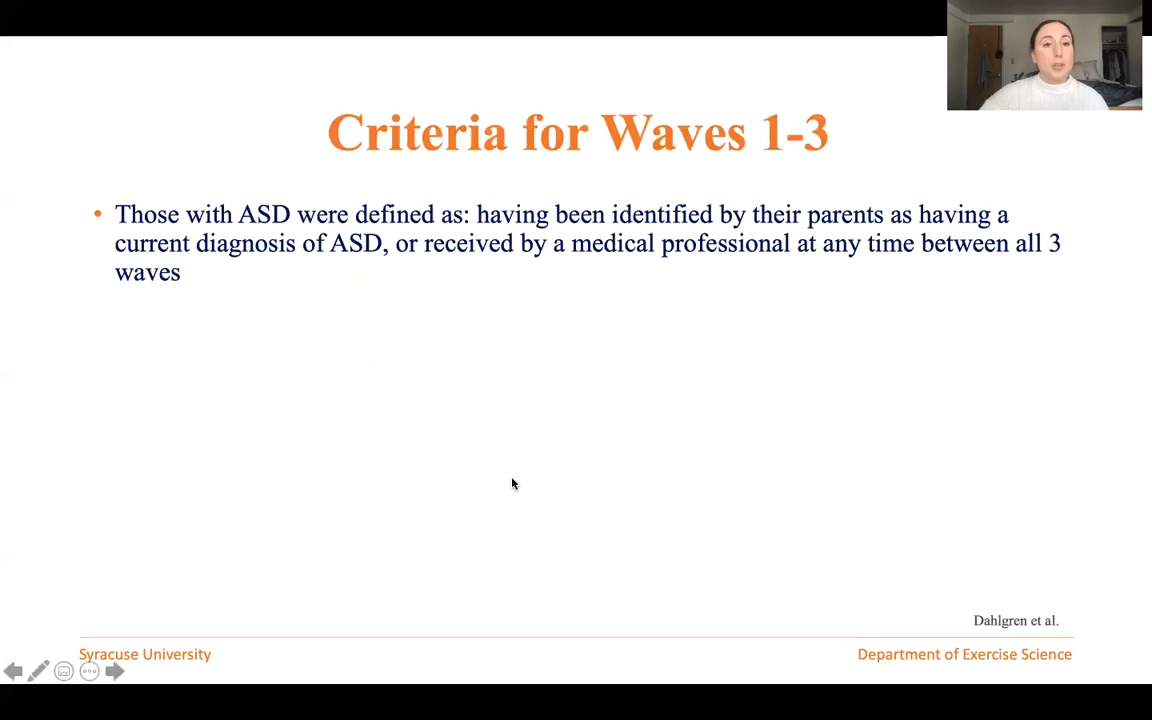 Criteria for Waves 1-3
• Those with ASD were defined as: having been identified by their parents as having a
current diagnosis of ASD, or received by a medical professional at any time between all 3
waves
Dahlgren et al.
Syracuse University
Department of Exercise Science